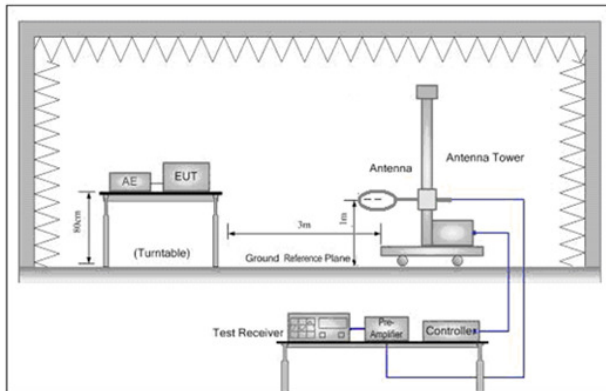 AE
EUT
80cm
(Turntable)
3m
1m
Antenna
Antenna Tower
Ground Reference Plane
Test Receiver
Pre-
Amplifier
Controller